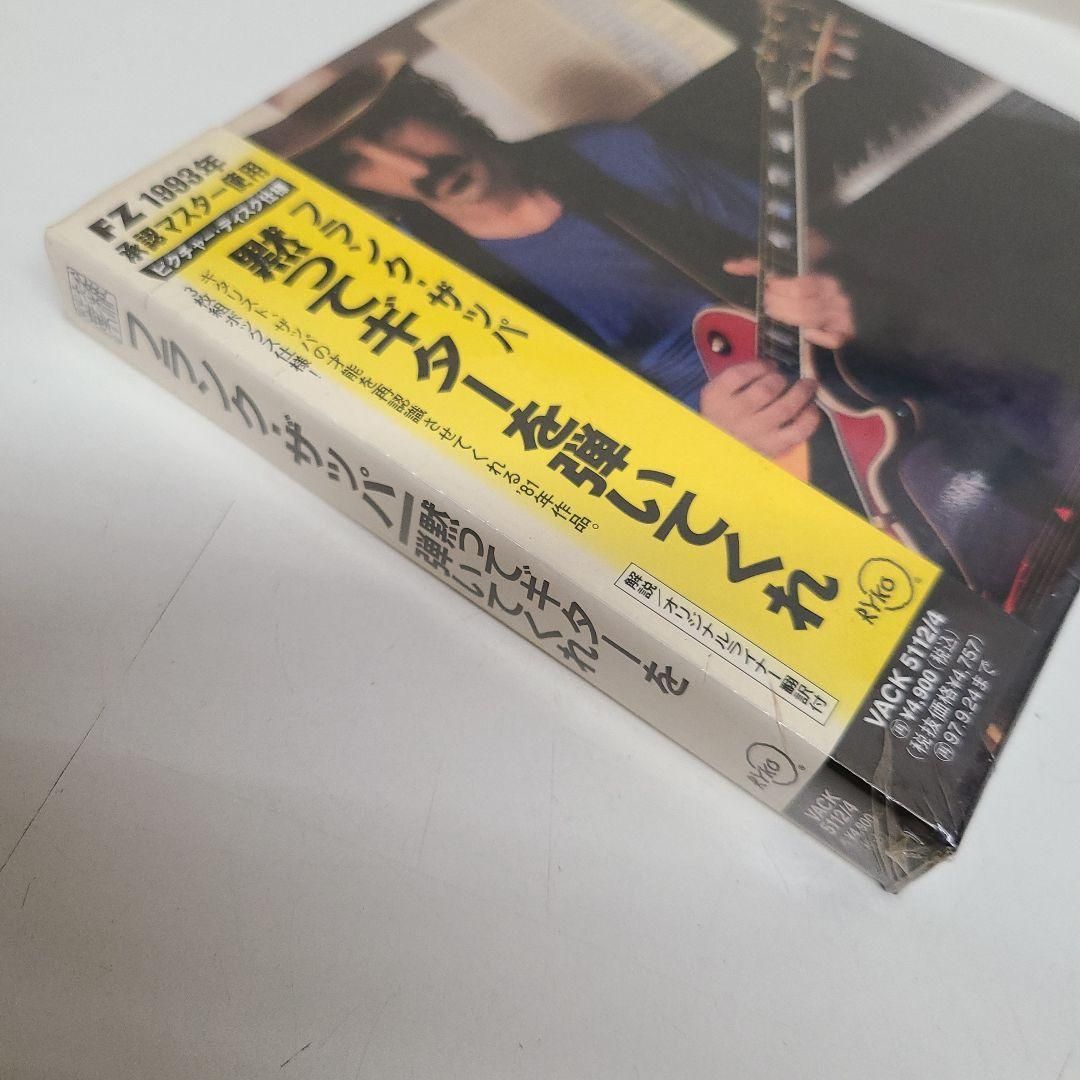 FZ 1993年
承認マスター使用
ピクチャー・ディスク仕様
フランク・ザッパ
黙ってギターを弾いてくれ
ギタリスト、ザッパの才能を再認識させてくれる'81年作品。
3枚組ボックス仕様！
解説／オリジナルライナー翻訳付
RYKO
VACK 5112/4
㋐¥4,900(税込)
(税抜価格¥4,757)
㋐97.9.24まで
フランク・ザッパ
黙ってギターを
弾いてくれ
RYKO
VACK
5112/4
¥4,900